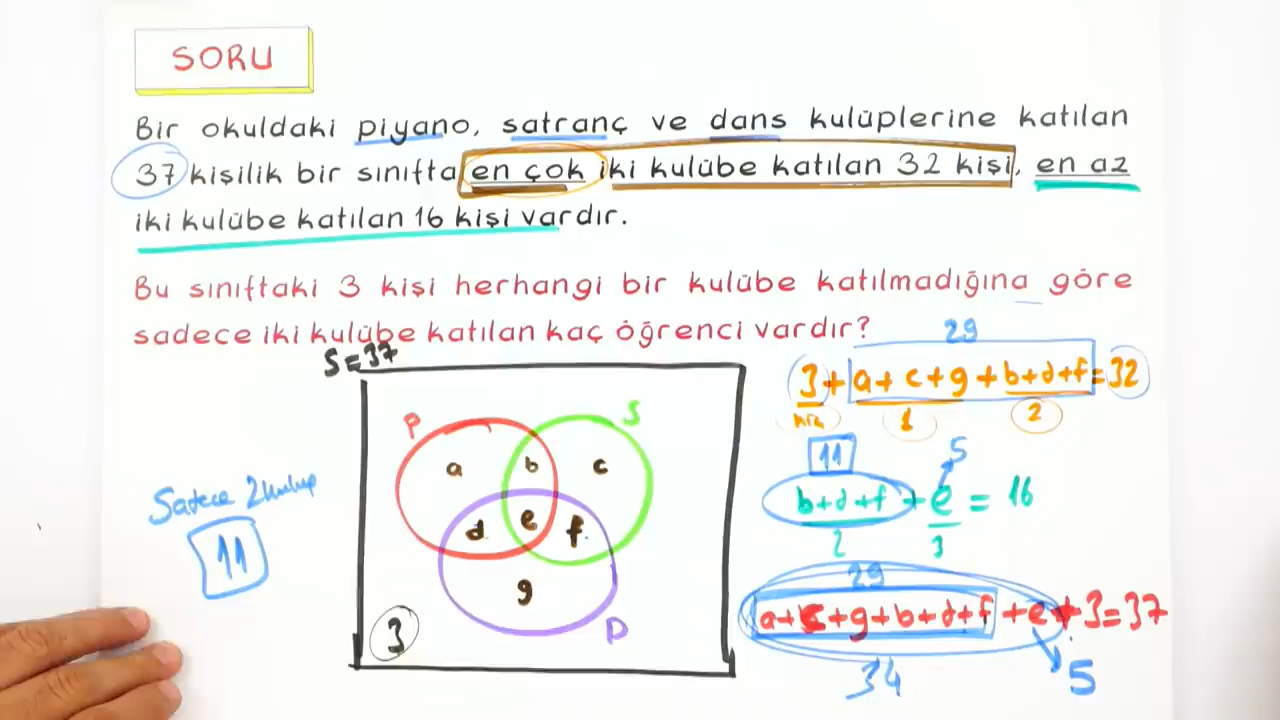 SORU
Bir okuldaki piyano, satranç ve dans kulüplerine katılan
37 kişilik bir sınıfta en çok iki kulübe katılan 32 kişi, en az
iki kulübe katılan 16 kişi vardır.
Bu sınıftaki 3 kişi herhangi bir kulübe katılmadığına göre
sadece iki kulübe katılan kaç öğrenci vardır?
S=37
P
S
a
b
c
d
e
f
g
D
3
Sadece 2 kulüp
11
29
3+a+c+g+b+d+f=32
hiç
1
2
11
5
b+d+f+e=16
2
3
29
a+c+g+b+d+f+e+3=37
34
5